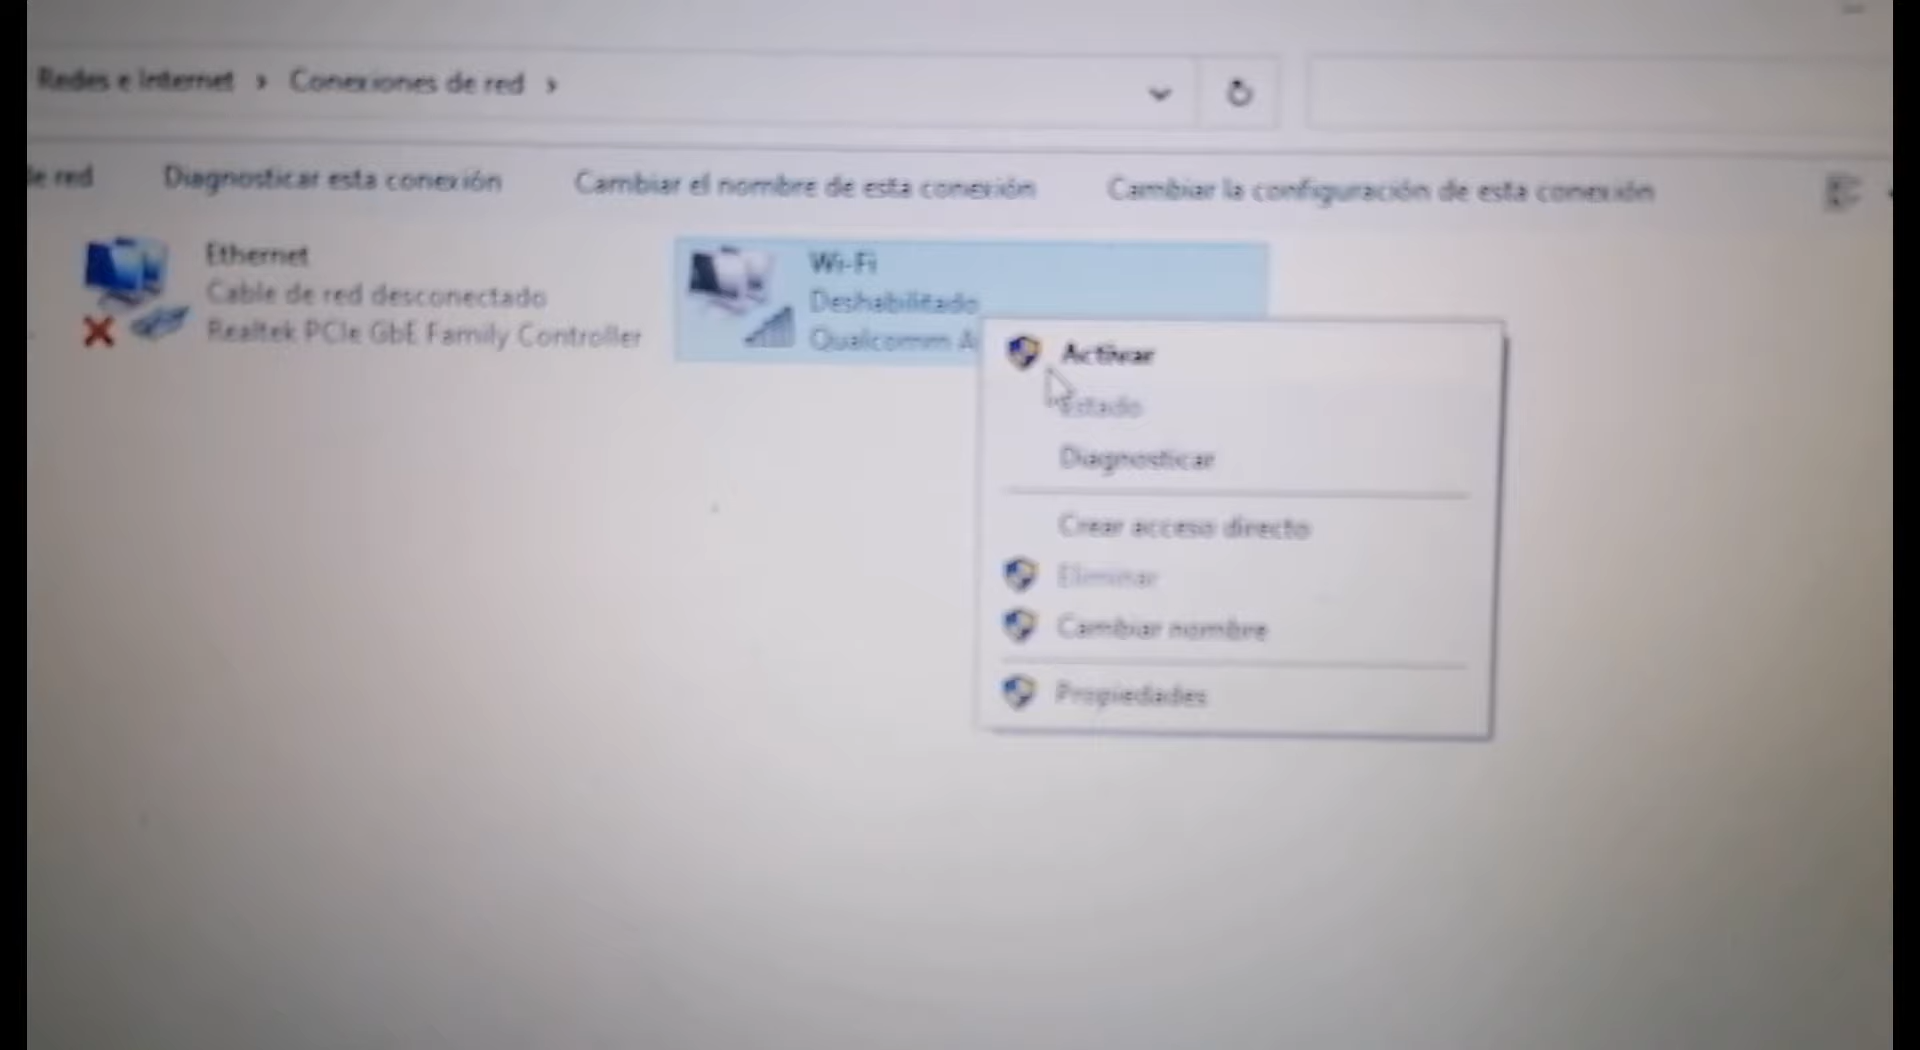 Redes e Internet › Conexiones de red ›
de red Diagnosticar esta conexión Cambiar el nombre de esta conexión Cambiar la configuración de esta conexión
Ethernet
Cable de red desconectado
Realtek PCIe GbE Family Controller
Wi-Fi
Deshabilitado
Qualcomm A
Activar
Estado
Diagnosticar
Crear acceso directo
Eliminar
Cambiar nombre
Propiedades